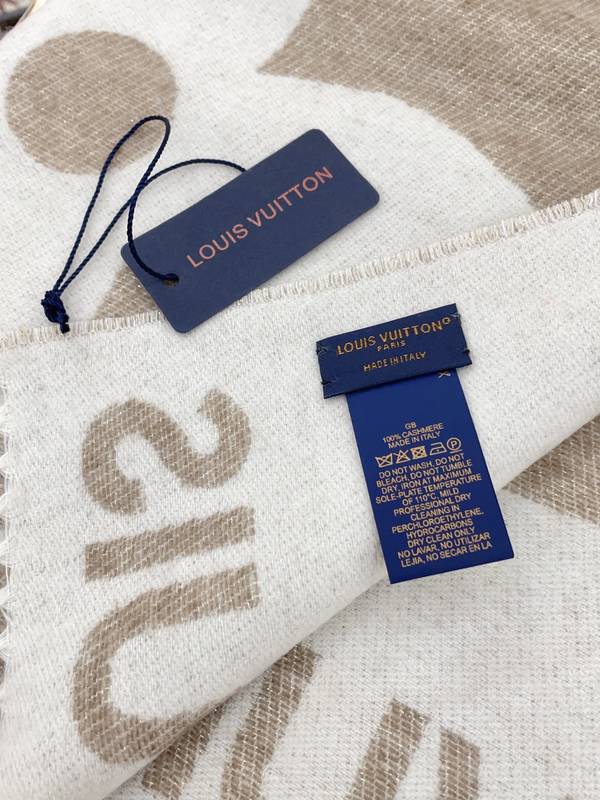 LOUIS VUITTON
LOUIS VUITTON
PARIS
MADE IN ITALY
GB
100% CASHMERE
MADE IN ITALY
DO NOT WASH. DO NOT
BLEACH, DO NOT TUMBLE
DRY, IRON AT MAXIMUM
SOLE-PLATE TEMPERATURE
OF 110°C, MILD
PROFESSIONAL DRY
CLEANING IN
PERCHLOROETHYLENE,
HYDROCARBONS
DRY CLEAN ONLY
NO LAVAR, NO UTILIZAR
LEJIA, NO SECAR EN LA
UIS